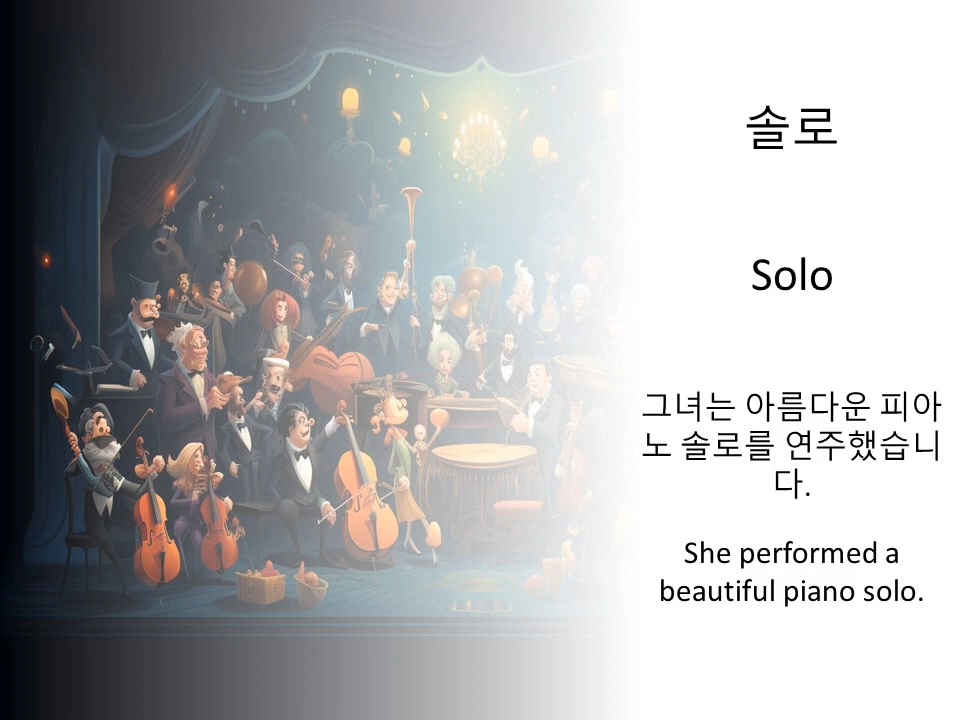 솔로
Solo
그녀는 아름다운 피아
노 솔로를 연주했습니
다.
She performed a
beautiful piano solo.